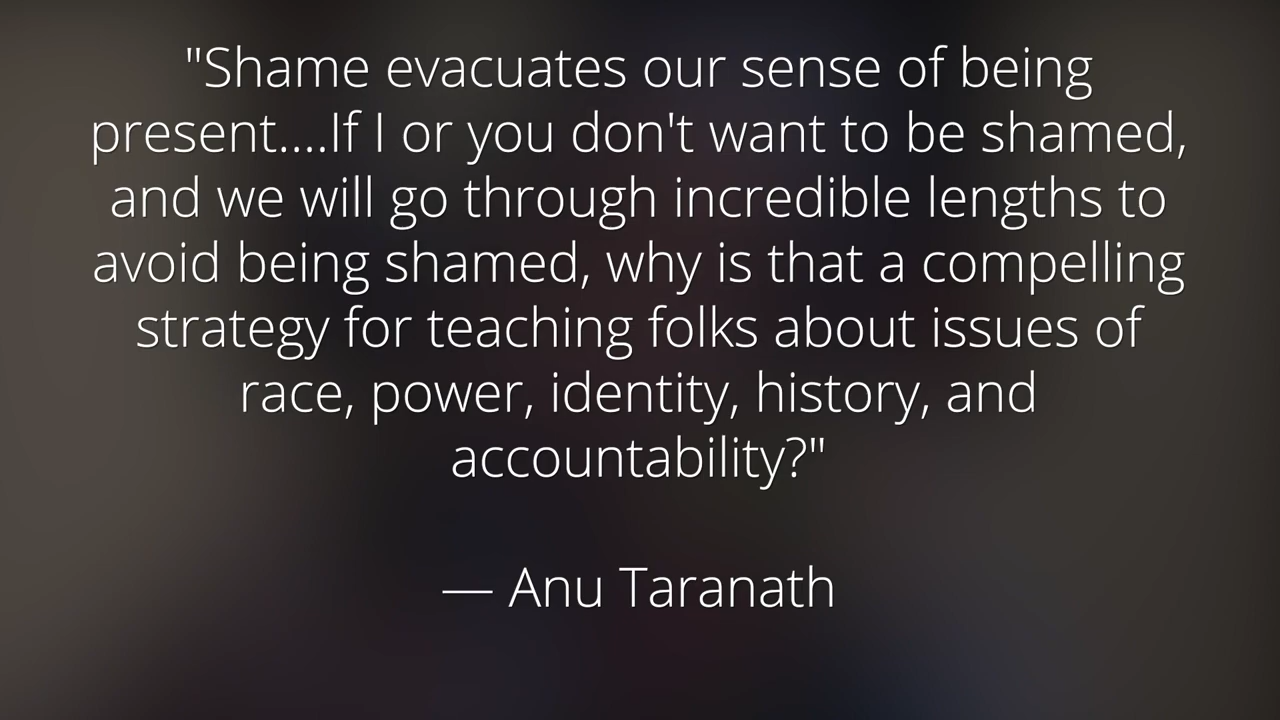 "Shame evacuates our sense of being
present....If I or you don't want to be shamed,
and we will go through incredible lengths to
avoid being shamed, why is that a compelling
strategy for teaching folks about issues of
race, power, identity, history, and
accountability?"
— Anu Taranath